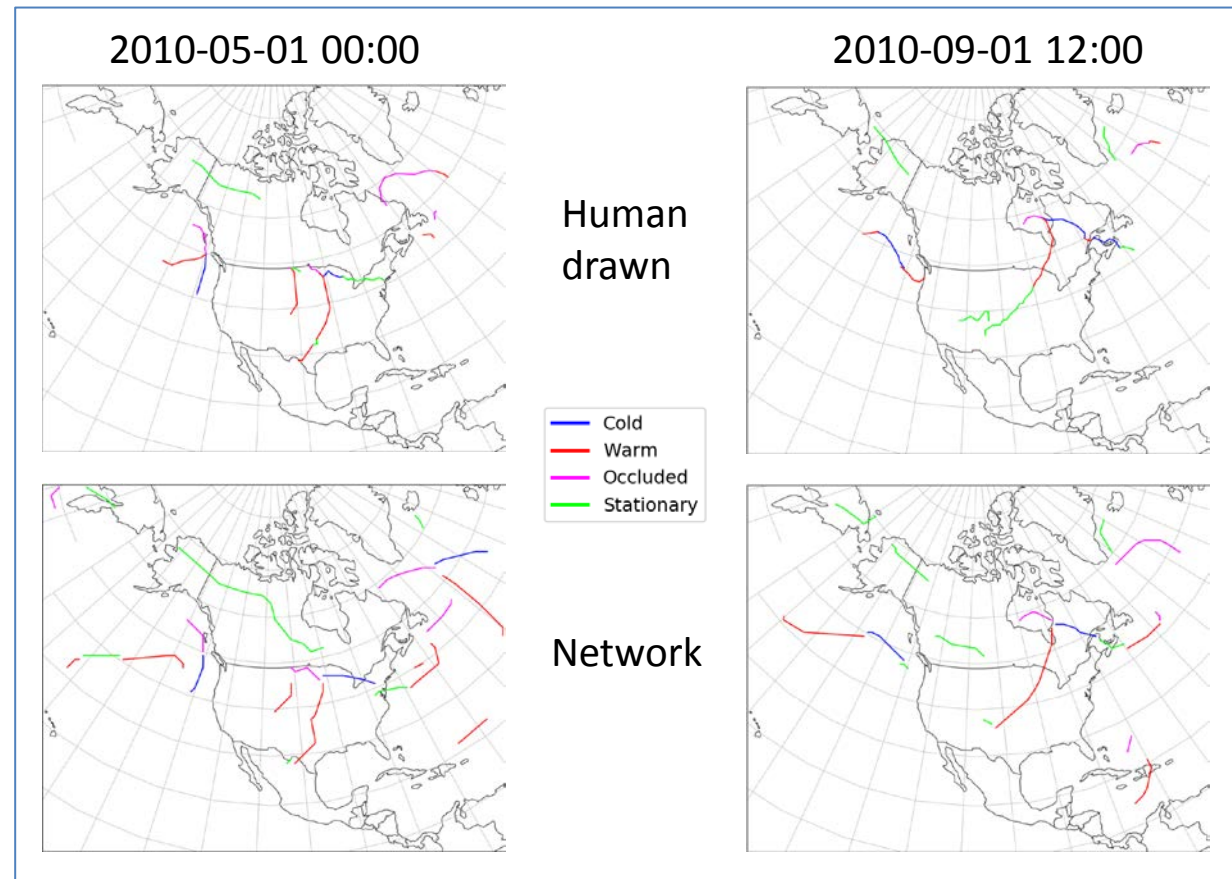 2010-05-01 00:00
2010-09-01 12:00
Human
drawn
Cold
Warm
Occluded
Stationary
Network